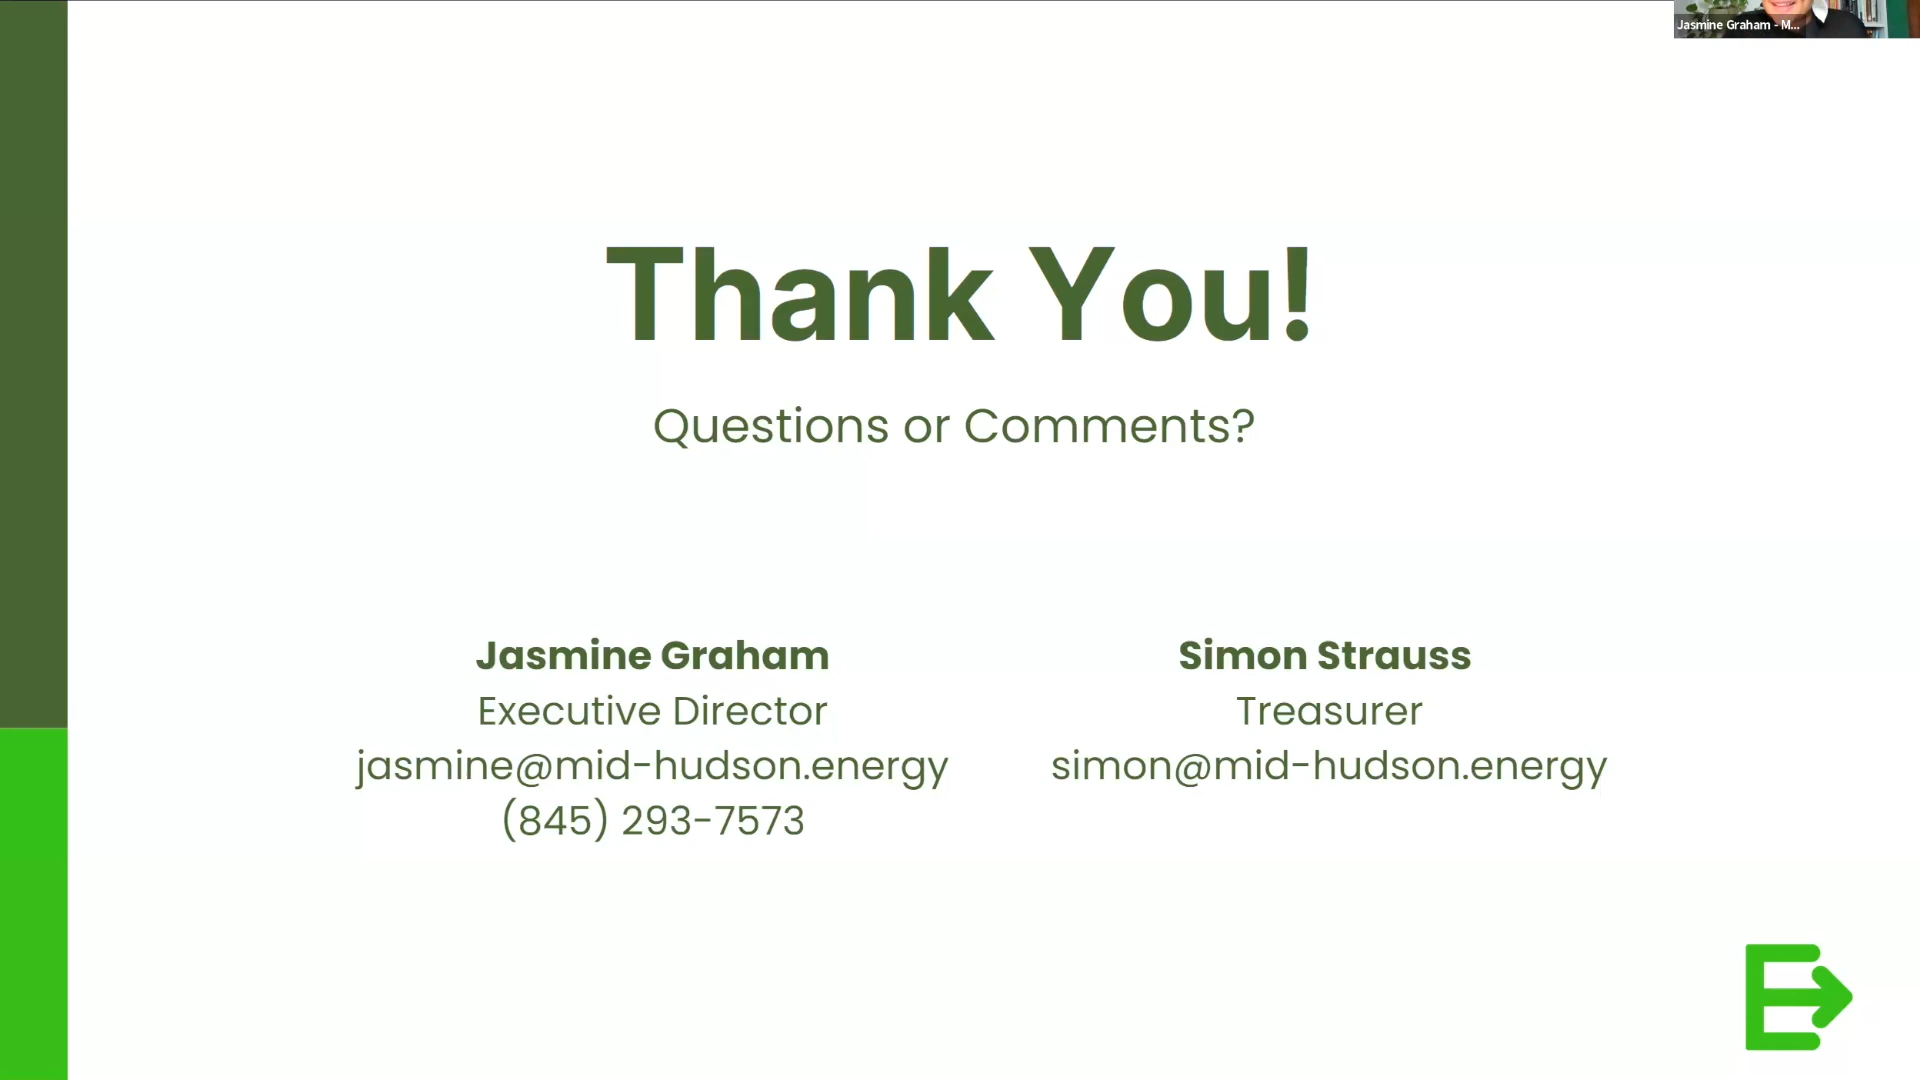 Jasmine Graham - M...
Thank You!
Questions or Comments?
Jasmine Graham
Executive Director
jasmine@mid-hudson.energy
(845) 293-7573
Simon Strauss
Treasurer
simon@mid-hudson.energy